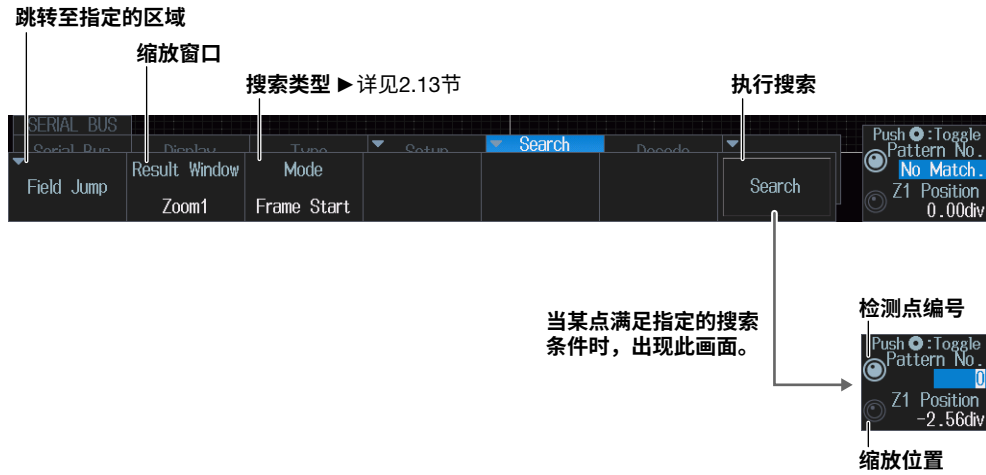 跳转至指定的区域
缩放窗口
搜索类型 ▶ 详见2.13节
执行搜索
SERIAL BUS
Serial Bus
Display
Type
Setup
Search
Decode
Field Jump
Result Window
Zoom1
Mode
Frame Start
Search
Push :Toggle
Pattern No.
No Match.
Z1 Position
0.00div
当某点满足指定的搜索
条件时，出现此画面。
检测点编号
Push :Toggle
Pattern No.
0
Z1 Position
-2.56div
缩放位置